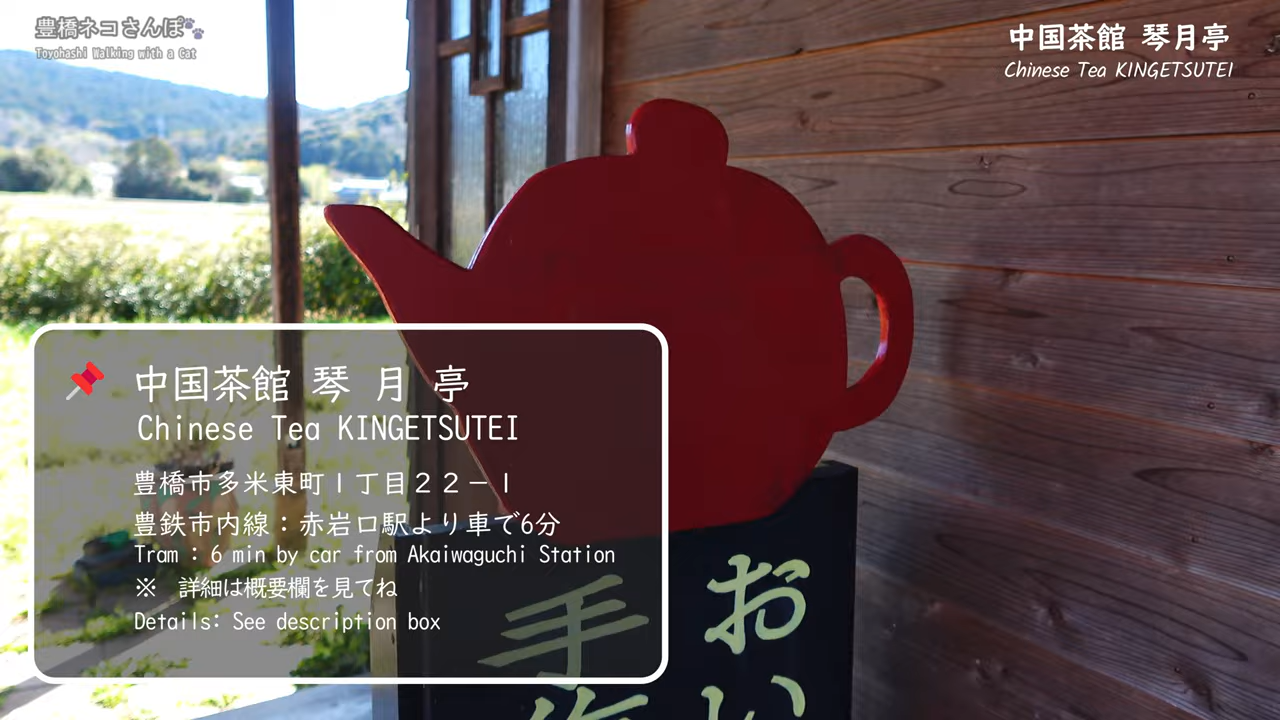 豊橋ネコさんぽ
Toyohashi Walking with a Cat
中国茶館 琴月亭
Chinese Tea KINGETSUTEI
中国茶館 琴 月 亭
Chinese Tea KINGETSUTEI
豊橋市多米東町1丁目22-1
豊鉄市内線：赤岩口駅より車で6分
Tram : 6 min by car from Akaiwaguchi Station
※ 詳細は概要欄を見てね
Details: See description box
おい
手作